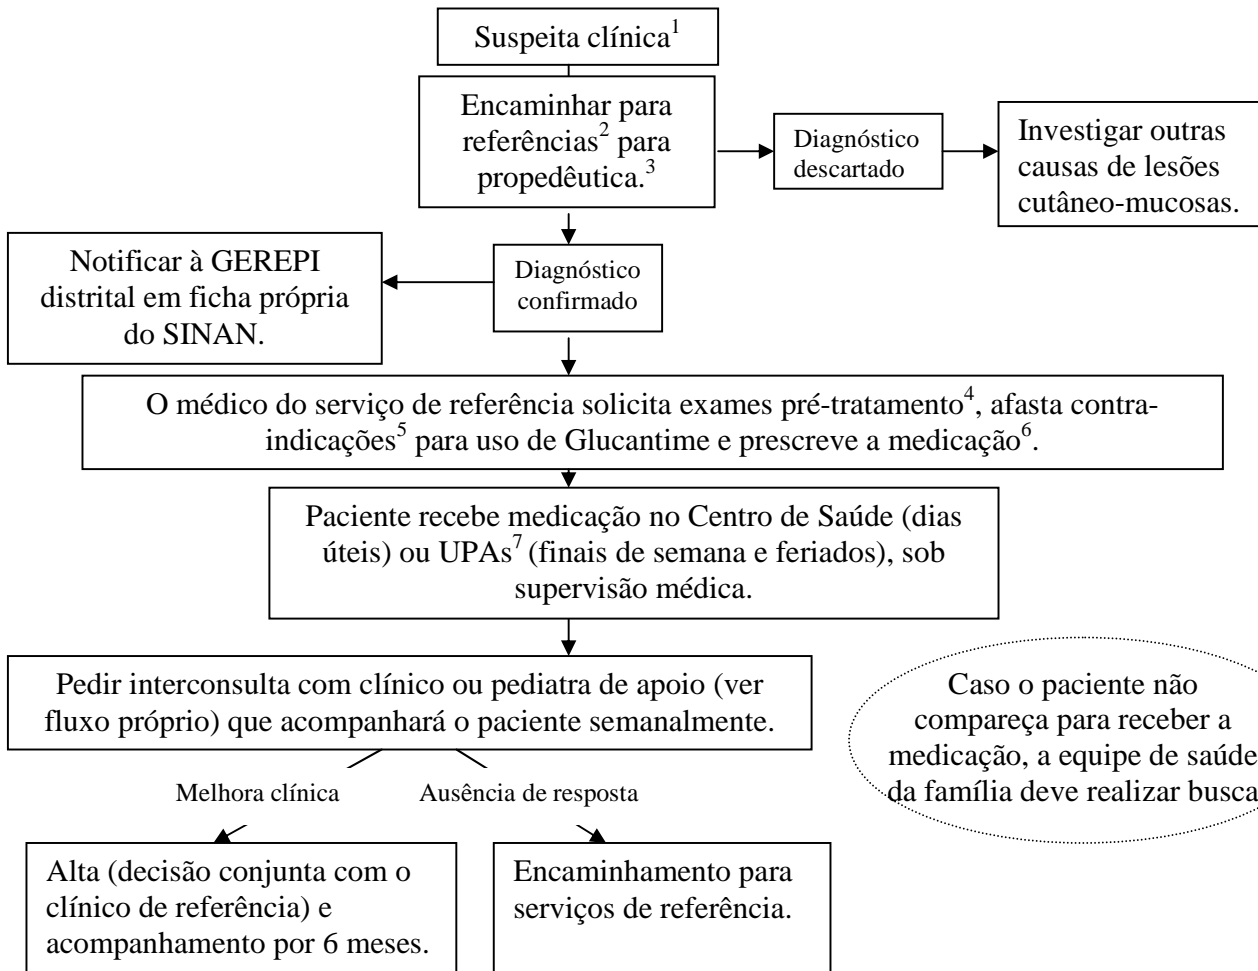 Suspeita clínica1
Encaminhar para
referências2 para
propedêutica.3
Diagnóstico
descartado
Investigar outras
causas de lesões
cutâneo-mucosas.
Notificar à GEREPI
distrital em ficha própria
do SINAN.
Diagnóstico
confirmado
O médico do serviço de referência solicita exames pré-tratamento4, afasta contra-
indicações5 para uso de Glucantime e prescreve a medicação6.
Paciente recebe medicação no Centro de Saúde (dias
úteis) ou UPAs7 (finais de semana e feriados), sob
supervisão médica.
Pedir interconsulta com clínico ou pediatra de apoio (ver
fluxo próprio) que acompanhará o paciente semanalmente.
Caso o paciente não
compareça para receber a
medicação, a equipe de saúde
da família deve realizar busca
Melhora clínica
Ausência de resposta
Alta (decisão conjunta com o
clínico de referência) e
acompanhamento por 6 meses.
Encaminhamento para
serviços de referência.